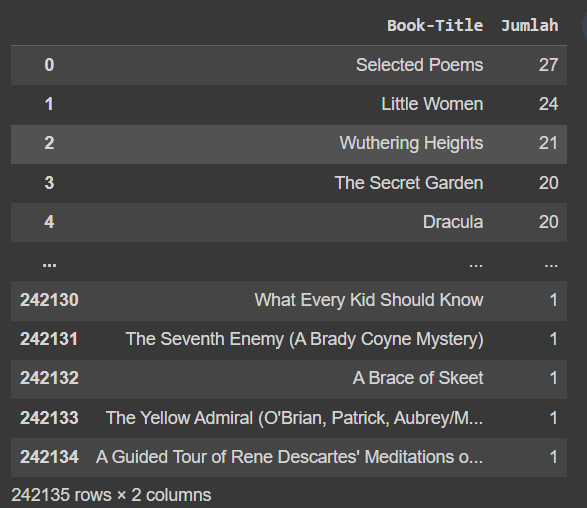 Book-Title Jumlah
0 Selected Poems 27
1 Little Women 24
2 Wuthering Heights 21
3 The Secret Garden 20
4 Dracula 20
... ... ...
242130 What Every Kid Should Know 1
242131 The Seventh Enemy (A Brady Coyne Mystery) 1
242132 A Brace of Skeet 1
242133 The Yellow Admiral (O'Brian, Patrick, Aubrey/M... 1
242134 A Guided Tour of Rene Descartes' Meditations o... 1
242135 rows × 2 columns